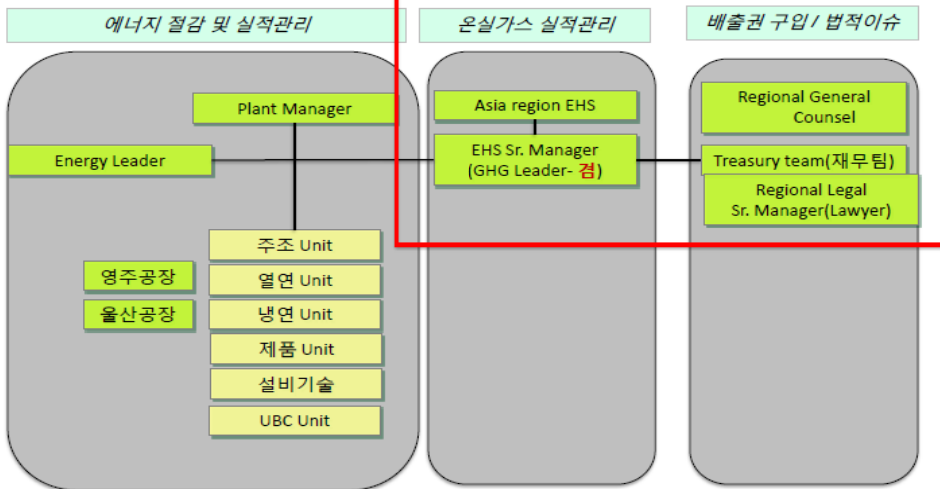 에너지 절감 및 실적관리
온실가스 실적관리
배출권 구입 / 법적이슈
Plant Manager
Energy Leader
주조 Unit
열연 Unit
냉연 Unit
제품 Unit
설비기술
UBC Unit
영주공장
울산공장
Asia region EHS
EHS Sr. Manager
(GHG Leader- 겸)
Regional General
Counsel
Treasury team(재무팀)
Regional Legal
Sr. Manager(Lawyer)